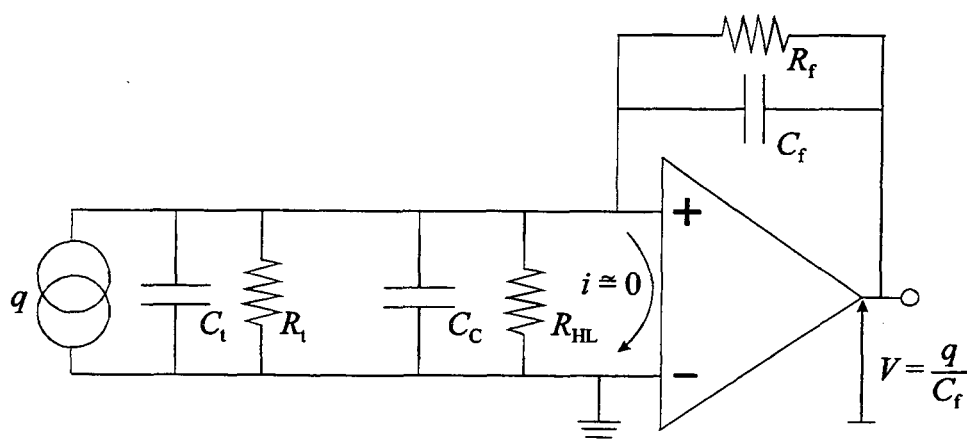 R_f
C_f
+
q
C_t
R_t
C_C
R_HL
i ≅ 0
−
V = q/C_f